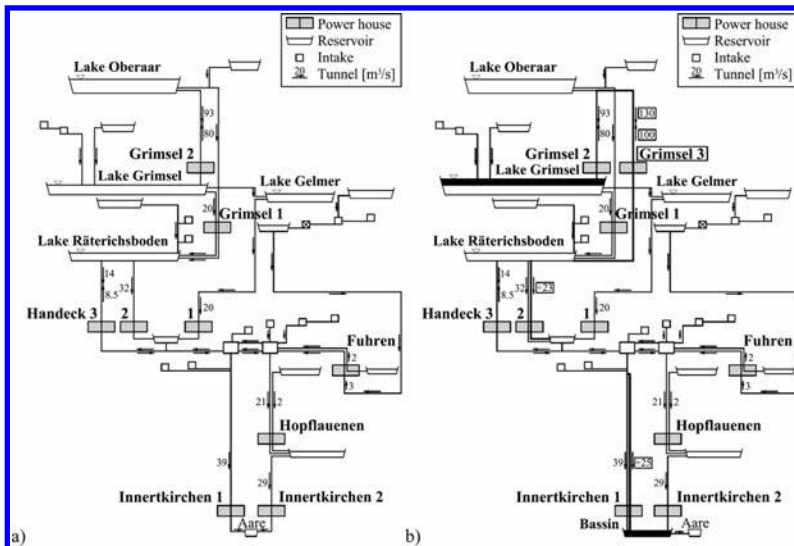 Power house
Reservoir
Intake
20 Tunnel [m³/s]
Lake Oberaar
93
80
Grimsel 2
Lake Grimsel
Lake Gelmer
20
Grimsel 1
Lake Räterichsboden
14
8.5
32
20
Handeck 3
2
1
Fuhren
2
3
21
2
Hopflauenen
39
29
Innertkirchen 1
Innertkirchen 2
Aare
a)
Power house
Reservoir
Intake
20 Tunnel [m³/s]
Lake Oberaar
93
130
80
100
Grimsel 2
Grimsel 3
Lake Grimsel
Lake Gelmer
20
Grimsel 1
Lake Räterichsboden
14
8.5
32
+23
20
Handeck 3
2
1
Fuhren
2
3
21
2
Hopflauenen
39
+25
29
Innertkirchen 1
Innertkirchen 2
Bassin
Aare
b)